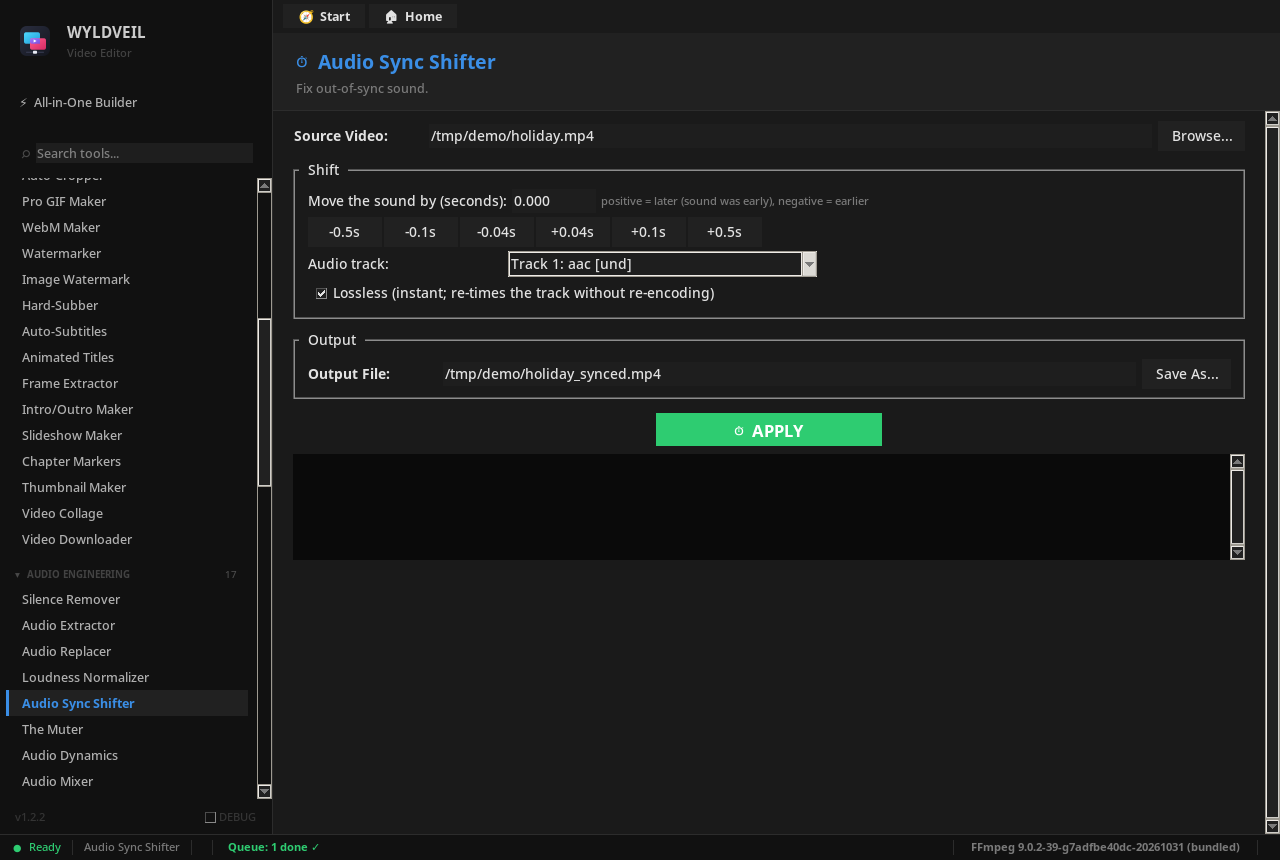 WYLDVEIL
Video Editor
⚡ All-in-One Builder
Search tools...
Auto-Cropper
Pro GIF Maker
WebM Maker
Watermarker
Image Watermark
Hard-Subber
Auto-Subtitles
Animated Titles
Frame Extractor
Intro/Outro Maker
Slideshow Maker
Chapter Markers
Thumbnail Maker
Video Collage
Video Downloader
▾ AUDIO ENGINEERING 17
Silence Remover
Audio Extractor
Audio Replacer
Loudness Normalizer
Audio Sync Shifter
The Muter
Audio Dynamics
Audio Mixer
v1.2.2 DEBUG
Start Home
⏱ Audio Sync Shifter
Fix out-of-sync sound.
Source Video: /tmp/demo/holiday.mp4 Browse...
Shift
Move the sound by (seconds): 0.000 positive = later (sound was early), negative = earlier
-0.5s -0.1s -0.04s +0.04s +0.1s +0.5s
Audio track: Track 1: aac [und]
Lossless (instant; re-times the track without re-encoding)
Output
Output File: /tmp/demo/holiday_synced.mp4 Save As...
⏱ APPLY
● Ready Audio Sync Shifter Queue: 1 done ✓ FFmpeg 9.0.2-39-g7adfbe40dc-20261031 (bundled)